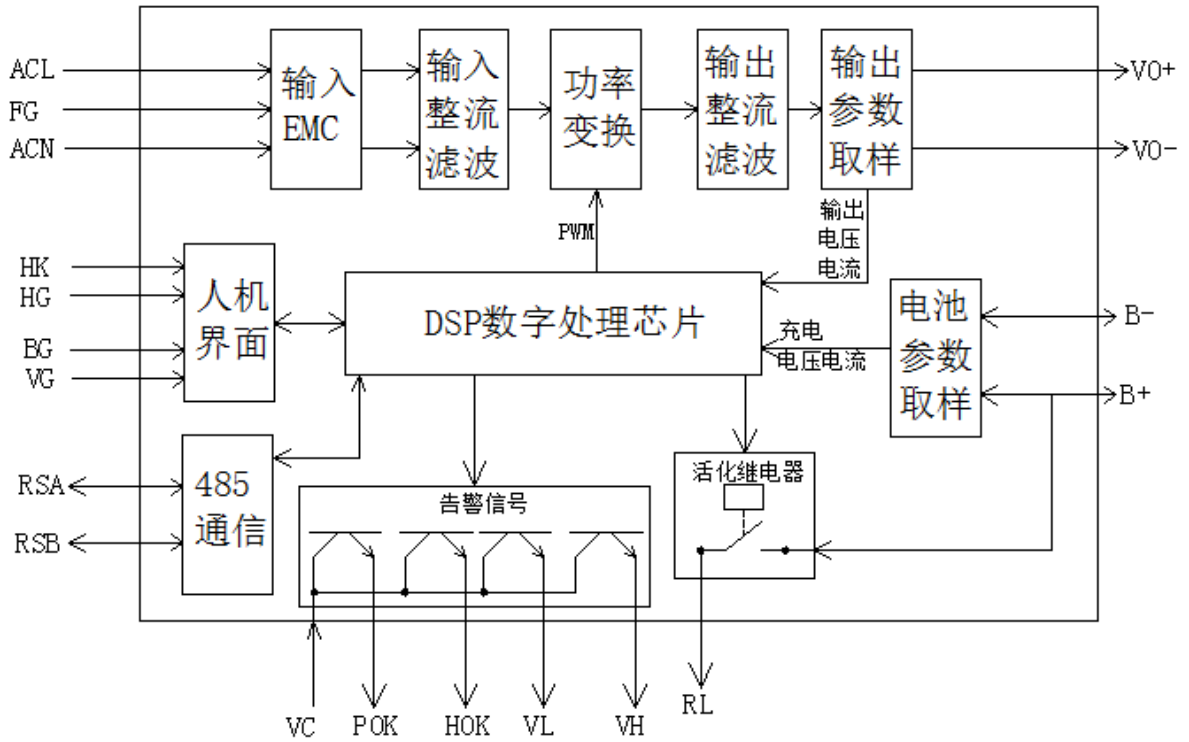 ACL
FG
ACN
输入
EMC
输入
整流
滤波
功率
变换
输出
整流
滤波
输出
参数
取样
VO+
VO-
PWM
输出
电压
电流
HK
HG
BG
VG
人机
界面
DSP数字处理芯片
充电
电压电流
电池
参数
取样
B-
B+
RSA
RSB
485
通信
告警信号
活化继电器
VC
POK
HOK
VL
VH
RL